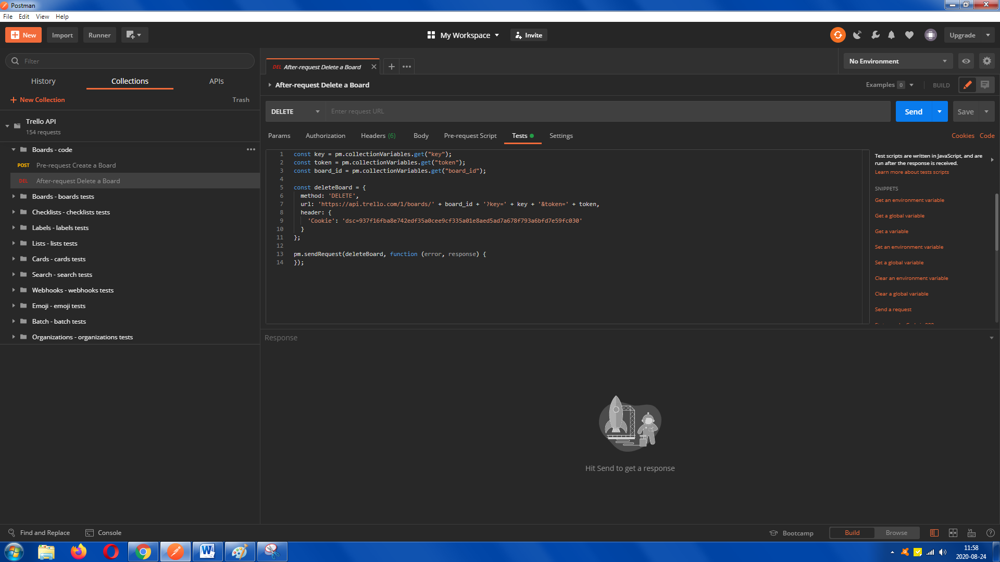 Postman
File Edit View Help
New Import Runner My Workspace Invite Upgrade
Filter
History Collections APIs
New Collection Trash
Trello API
154 requests
Boards - code
POST Pre-request Create a Board
DEL After-request Delete a Board
Boards - boards tests
Checklists - checklists tests
Labels - labels tests
Lists - lists tests
Cards - cards tests
Search - search tests
Webhooks - webhooks tests
Emoji - emoji tests
Batch - batch tests
Organizations - organizations tests
DEL After-request Delete a Board
No Environment
After-request Delete a Board
Examples 0 BUILD
DELETE Enter request URL Send Save
Params Authorization Headers (6) Body Pre-request Script Tests Settings Cookies Code
1 const key = pm.collectionVariables.get("key");
2 const token = pm.collectionVariables.get("token");
3 const board_id = pm.collectionVariables.get("board_id");
4
5 const deleteBoard = {
6 method: 'DELETE',
7 url: 'https://api.trello.com/1/boards/' + board_id + '?key=' + key + '&token=' + token,
8 header: {
9 'Cookie': 'dsc=937f16fba8e742edf35a0cee9cf335a01e8aed5ad7a678f793a6bfd7e59fc030'
10 }
11 };
12
13 pm.sendRequest(deleteBoard, function (error, response) {
14 });
Test scripts are written in JavaScript, and are
run after the response is received.
Learn more about tests scripts
SNIPPETS
Get an environment variable
Get a global variable
Get a variable
Set an environment variable
Set a global variable
Clear an environment variable
Clear a global variable
Send a request
Response
Hit Send to get a response
Find and Replace Console Bootcamp Build Browse
11:58
2020-08-24